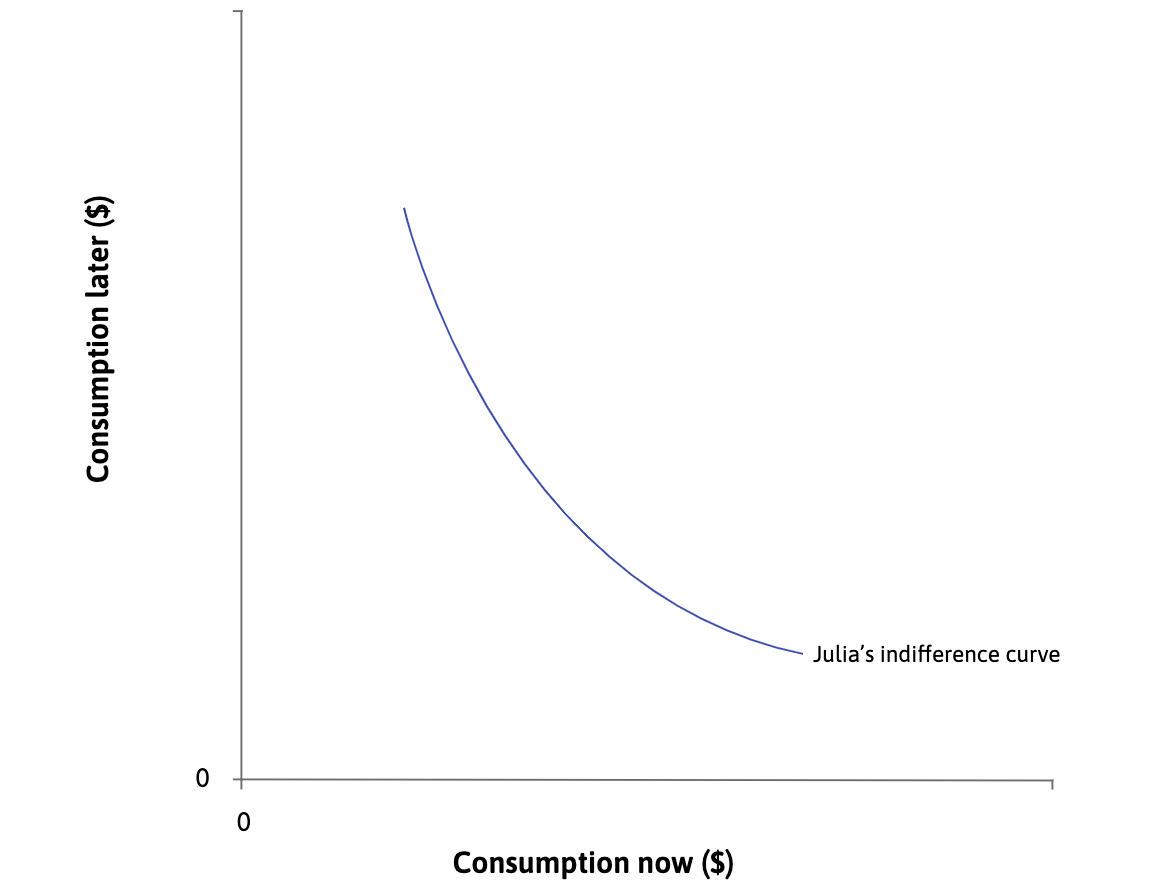 Consumption later ($)
Julia’s indifference curve
0
0
Consumption now ($)